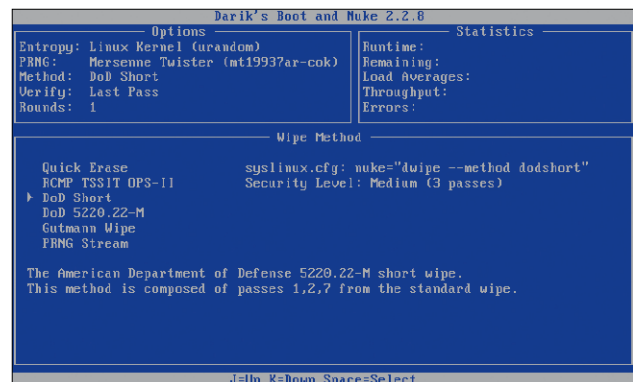 Darik's Boot and Nuke 2.2.8
Options
Entropy: Linux Kernel (urandom)
PRNG: Mersenne Twister (mt19937ar-cok)
Method: DoD Short
Verify: Last Pass
Rounds: 1
Statistics
Runtime:
Remaining:
Load Averages:
Throughput:
Errors:
Wipe Method
Quick Erase syslinux.cfg: nuke="dwipe --method dodshort"
RCMP TSSIT OPS-II Security Level: Medium (3 passes)
DoD Short
DoD 5220.22-M
Gutmann Wipe
PRNG Stream
The American Department of Defense 5220.22-M short wipe.
This method is composed of passes 1,2,7 from the standard wipe.
J=Up K=Down Space=Select